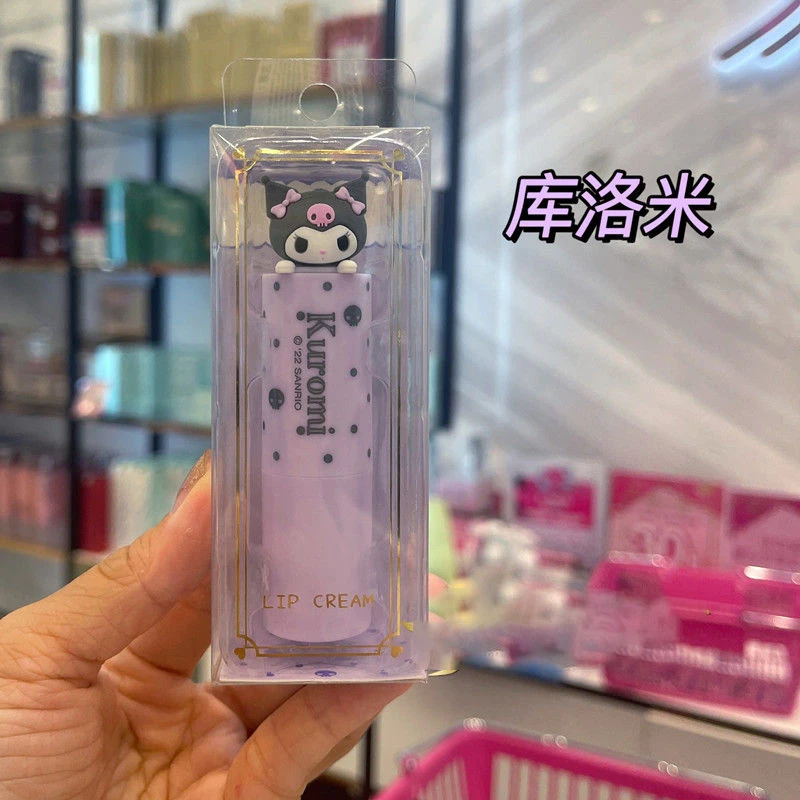 库洛米
Kuromi
© '22 SANRIO
LIP CREAM